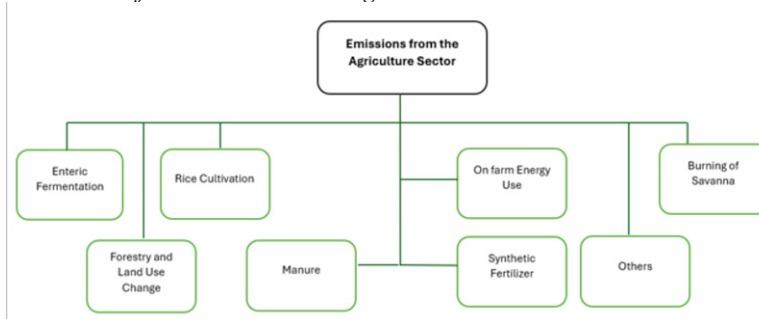 Emissions from the
Agriculture Sector
Enteric
Fermentation
Rice Cultivation
On farm Energy
Use
Burning of
Savanna
Forestry and
Land Use
Change
Manure
Synthetic
Fertilizer
Others